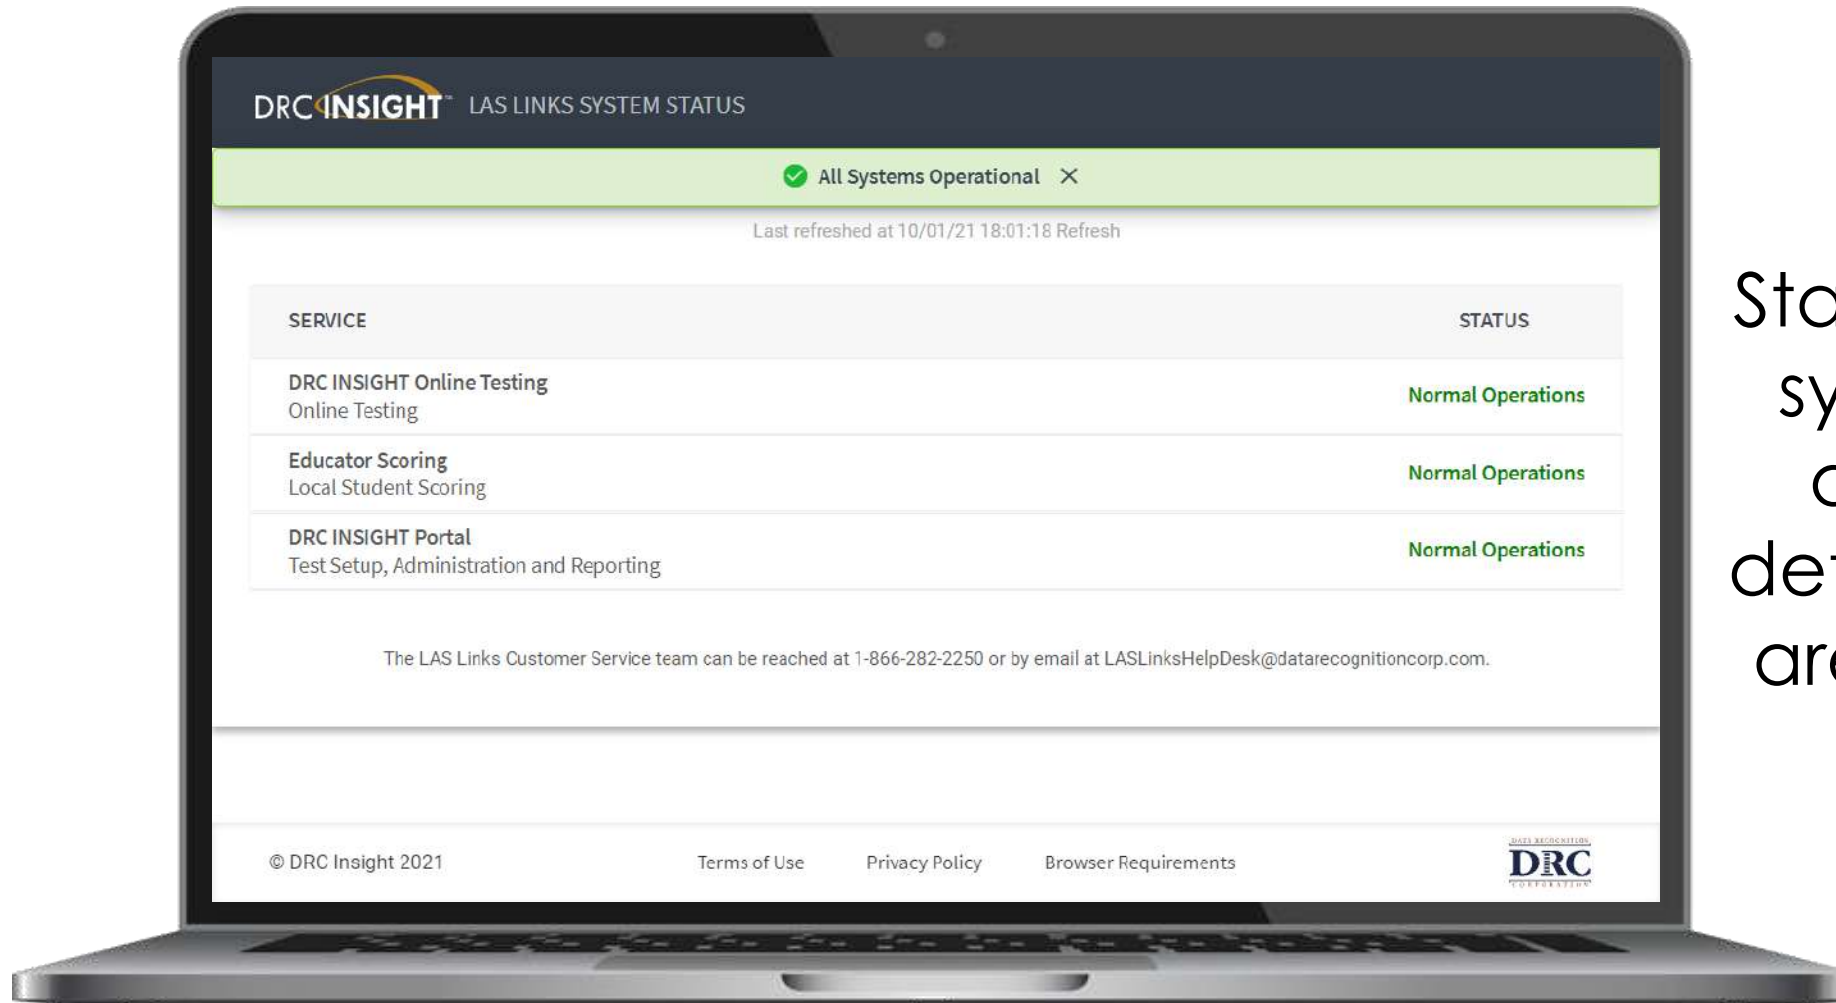 DRC INSIGHT™ LAS LINKS SYSTEM STATUS
All Systems Operational
Last refreshed at 10/01/21 18:01:18 Refresh
SERVICE STATUS
DRC INSIGHT Online Testing
Online Testing
Normal Operations
Educator Scoring
Local Student Scoring
Normal Operations
DRC INSIGHT Portal
Test Setup, Administration and Reporting
Normal Operations
The LAS Links Customer Service team can be reached at 1-866-282-2250 or by email at LASLinksHelpDesk@datarecognitioncorp.com.
© DRC Insight 2021 Terms of Use Privacy Policy Browser Requirements
DATA RECOGNITION
DRC
CORPORATION